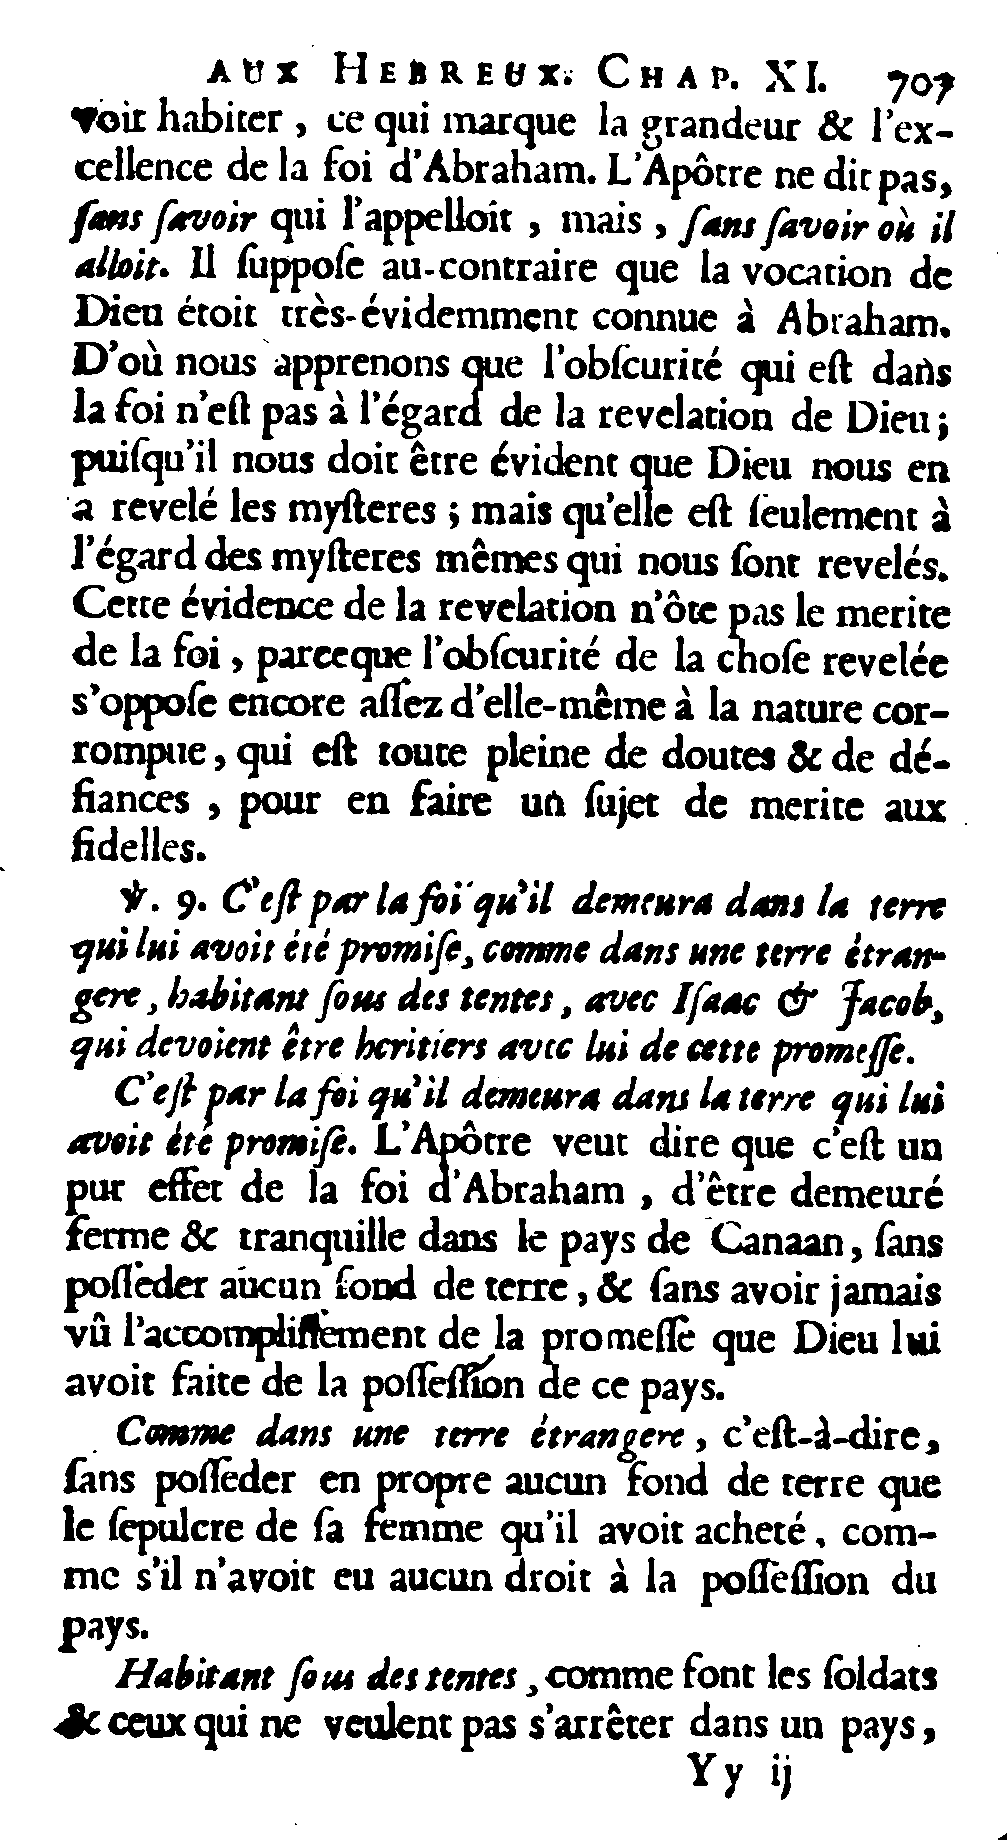 AUX HEBREUX. CHAP. XI. 707
voit habiter, ce qui marque la grandeur & l'ex-
cellence de la foi d'Abraham. L'Apôtre ne dit pas,
ſans ſavoir qui l'appelloit, mais, ſans ſavoir où il
alloit. Il ſuppoſe au-contraire que la vocation de
Dieu étoit très-évidemment connue à Abraham.
D'où nous apprenons que l'obſcurité qui eſt dans
la foi n'eſt pas à l'égard de la revelation de Dieu;
puiſqu'il nous doit être évident que Dieu nous en
a revelé les myſteres; mais qu'elle eſt ſeulement à
l'égard des myſteres mêmes qui nous ſont revelés.
Cette évidence de la revelation n'ôte pas le merite
de la foi, parceque l'obſcurité de la choſe revelée
s'oppoſe encore aſſez d'elle-même à la nature cor-
rompue, qui eſt toute pleine de doutes & de dé-
fiances, pour en faire un ſujet de merite aux
fidelles.
℣. 9. C'eſt par la foi qu'il demeura dans la terre
qui lui avoit été promiſe, comme dans une terre étran-
gere, habitant ſous des tentes, avec Iſaac & Jacob,
qui devoient être heritiers avec lui de cette promeſſe.
C'eſt par la foi qu'il demeura dans la terre qui lui
avoit été promiſe. L'Apôtre veut dire que c'eſt un
pur effet de la foi d'Abraham, d'être demeuré
ferme & tranquille dans le pays de Canaan, ſans
poſſeder aucun fond de terre, & ſans avoir jamais
vû l'accompliſſement de la promeſſe que Dieu lui
avoit faite de la poſſeſſion de ce pays.
Comme dans une terre étrangere, c'eſt-à-dire,
ſans poſſeder en propre aucun fond de terre que
le ſepulcre de ſa femme qu'il avoit acheté, com-
me s'il n'avoit eu aucun droit à la poſſeſſion du
pays.
Habitant ſous des tentes, comme font les ſoldats
& ceux qui ne veulent pas s'arrêter dans un pays,
Y y ij